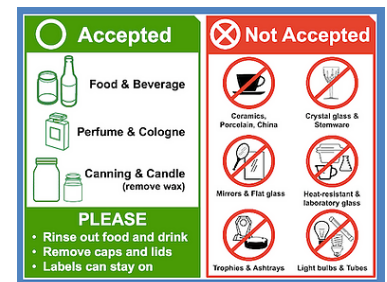 Accepted
Food & Beverage
Perfume & Cologne
Canning & Candle
(remove wax)
PLEASE
• Rinse out food and drink
• Remove caps and lids
• Labels can stay on
Not Accepted
Ceramics,
Porcelain, China
Crystal glass &
Stemware
Mirrors & Flat glass
Heat-resistant &
laboratory glass
Trophies & Ashtrays
Light bulbs & Tubes